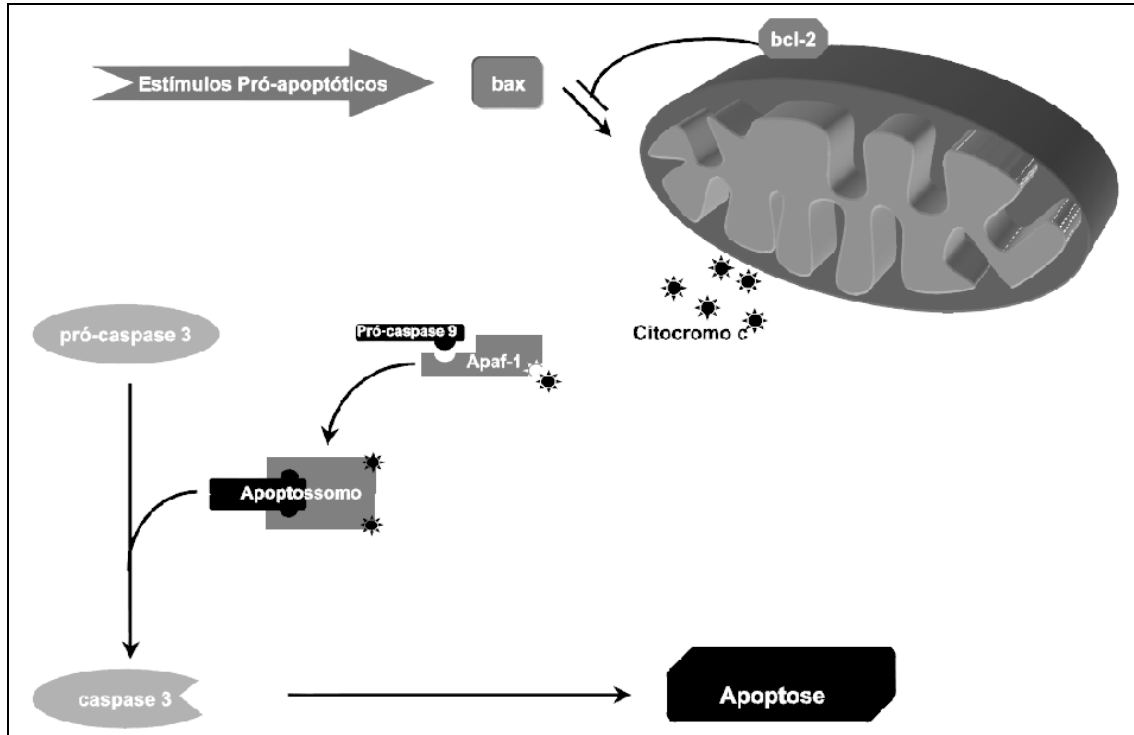 bcl-2
Estímulos Pró-apoptóticos
bax
Citocromo c
pró-caspase 3
Pró-caspase 9
Apaf-1
Apoptossomo
caspase 3
Apoptose